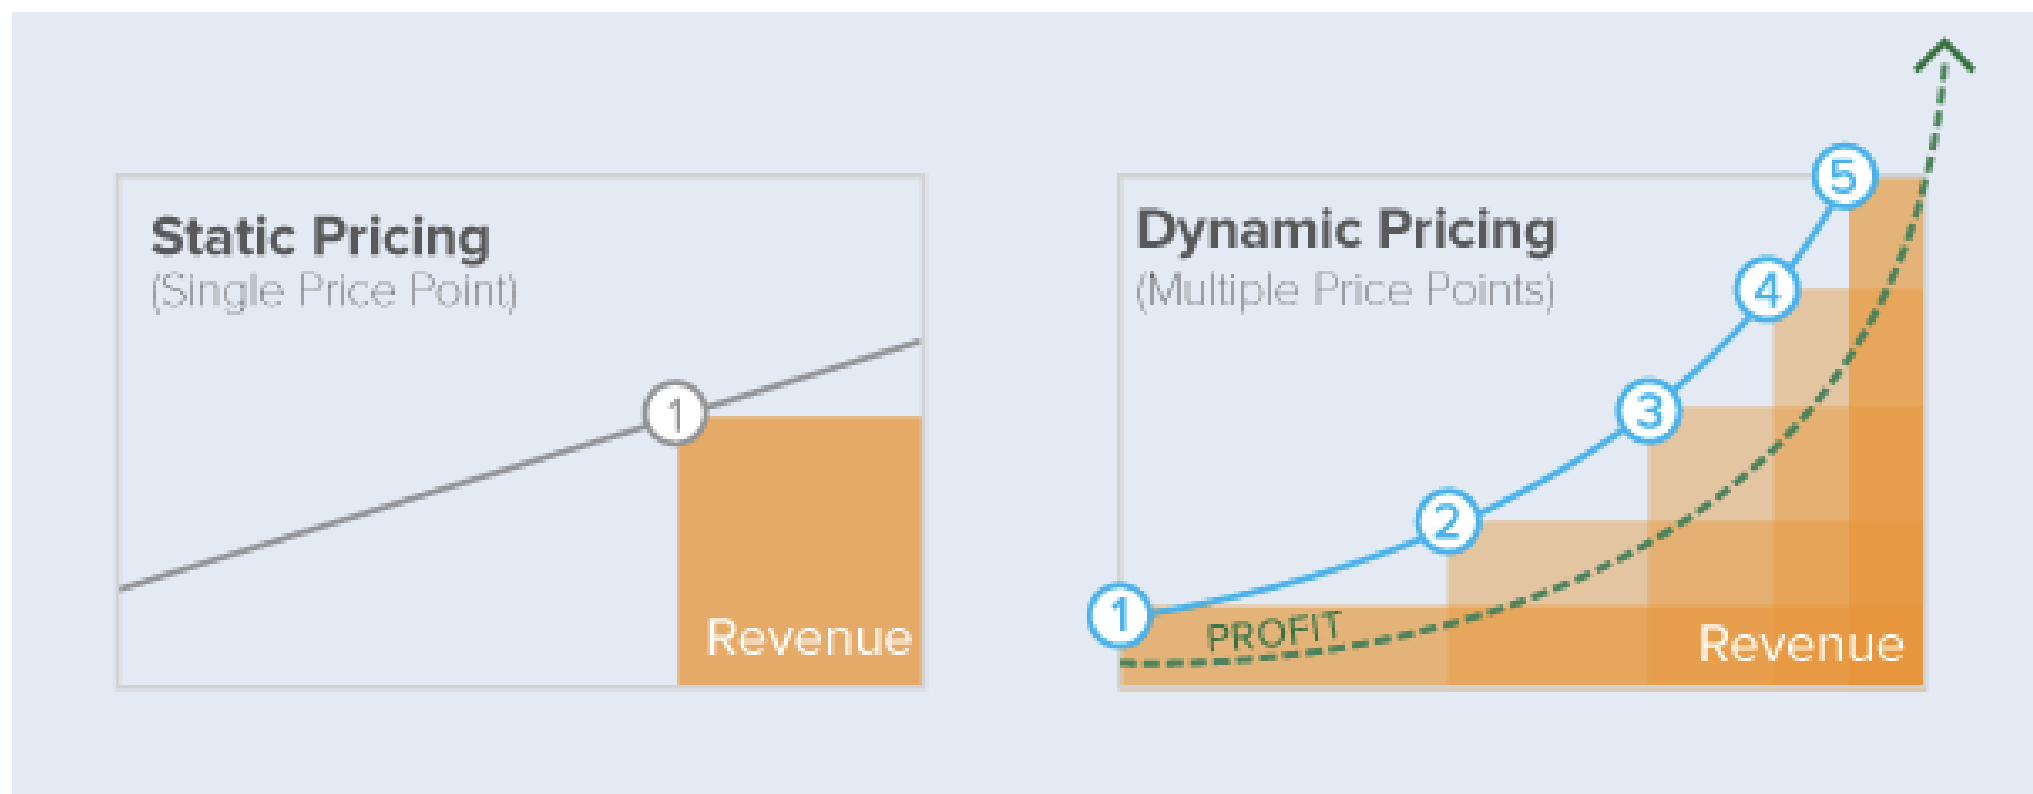 Static Pricing
(Single Price Point)
1
Revenue
Dynamic Pricing
(Multiple Price Points)
5
4
3
2
1
PROFIT
Revenue